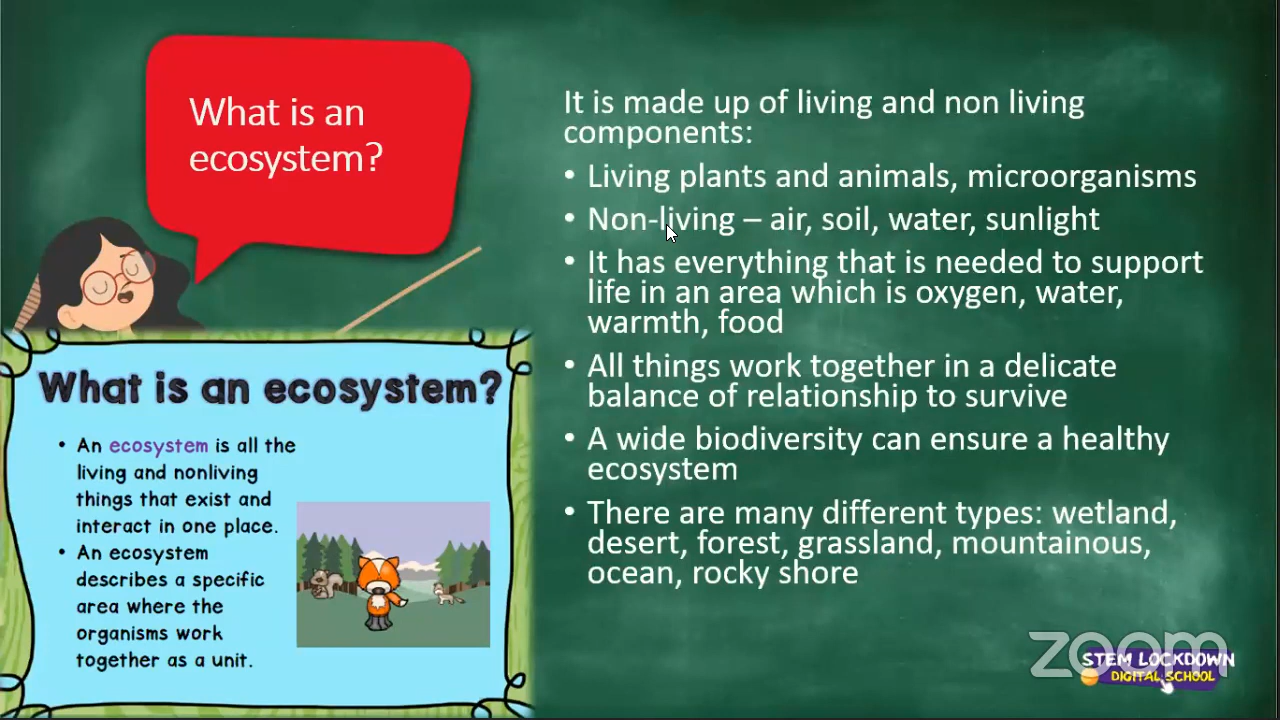 What is an
ecosystem?
It is made up of living and non living
components:
• Living plants and animals, microorganisms
• Non-living – air, soil, water, sunlight
• It has everything that is needed to support
life in an area which is oxygen, water,
warmth, food
• All things work together in a delicate
balance of relationship to survive
• A wide biodiversity can ensure a healthy
ecosystem
• There are many different types: wetland,
desert, forest, grassland, mountainous,
ocean, rocky shore
What is an ecosystem?
• An ecosystem is all the
living and nonliving
things that exist and
interact in one place.
• An ecosystem
describes a specific
area where the
organisms work
together as a unit.
zoom
STEM LOCKDOWN
DIGITAL SCHOOL